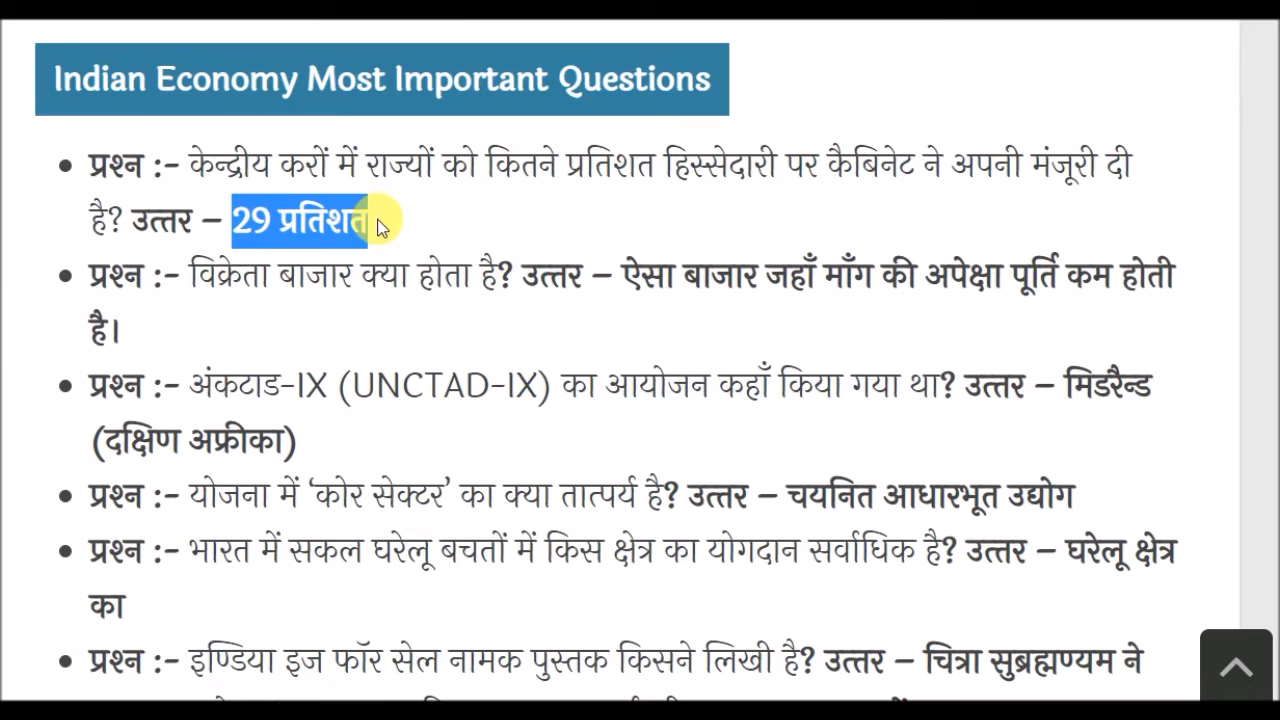 Indian Economy Most Important Questions
• प्रश्न :- केन्द्रीय करों में राज्यों को कितने प्रतिशत हिस्सेदारी पर कैबिनेट ने अपनी मंजूरी दी
है? उत्तर – 29 प्रतिशत
• प्रश्न :- विक्रेता बाजार क्या होता है? उत्तर – ऐसा बाजार जहाँ माँग की अपेक्षा पूर्ति कम होती
है।
• प्रश्न :- अंकटाड-IX (UNCTAD-IX) का आयोजन कहाँ किया गया था? उत्तर – मिडरैन्ड
(दक्षिण अफ्रीका)
• प्रश्न :- योजना में ‘कोर सेक्टर’ का क्या तात्पर्य है? उत्तर – चयनित आधारभूत उद्योग
• प्रश्न :- भारत में सकल घरेलू बचतों में किस क्षेत्र का योगदान सर्वाधिक है? उत्तर – घरेलू क्षेत्र
का
• प्रश्न :- इण्डिया इज फॉर सेल नामक पुस्तक किसने लिखी है? उत्तर – चित्रा सुब्रह्मण्यम ने